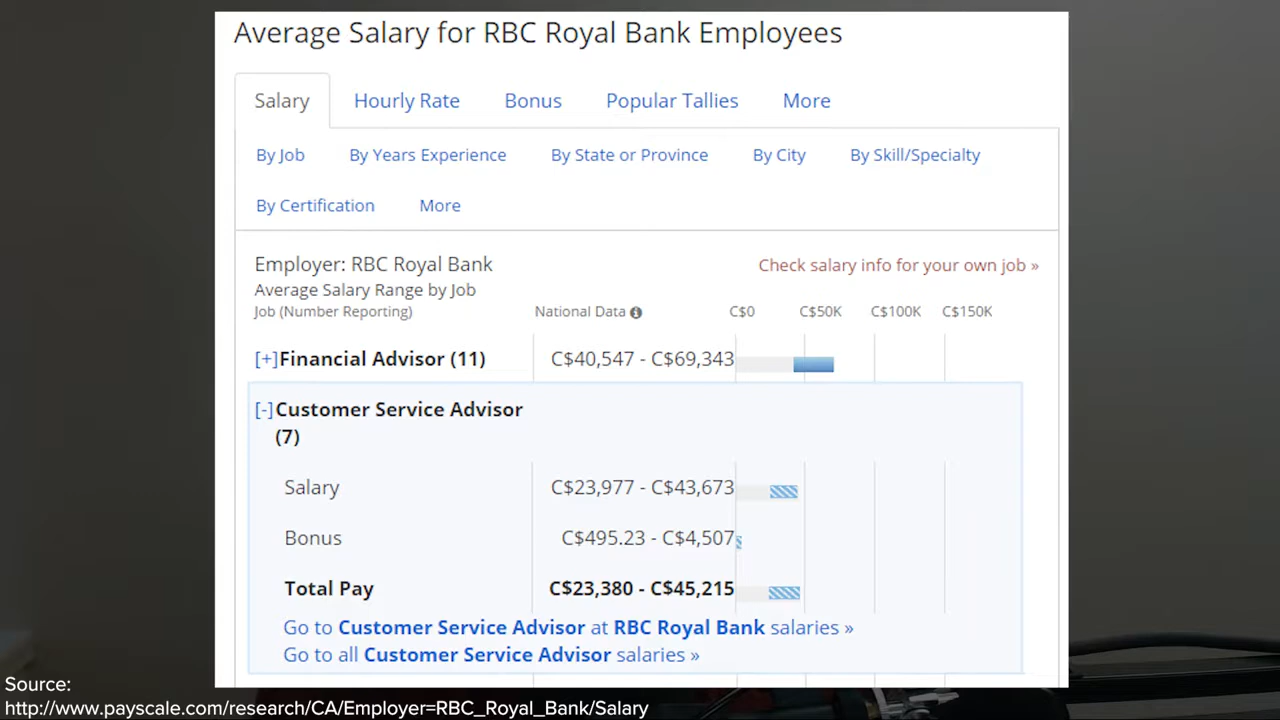 Average Salary for RBC Royal Bank Employees
Salary Hourly Rate Bonus Popular Tallies More
By Job By Years Experience By State or Province By City By Skill/Specialty
By Certification More
Employer: RBC Royal Bank Check salary info for your own job »
Average Salary Range by Job
Job (Number Reporting) National Data C$0 C$50K C$100K C$150K
[+]Financial Advisor (11) C$40,547 - C$69,343
[-]Customer Service Advisor
(7)
Salary C$23,977 - C$43,673
Bonus C$495.23 - C$4,507
Total Pay C$23,380 - C$45,215
Go to Customer Service Advisor at RBC Royal Bank salaries »
Go to all Customer Service Advisor salaries »
Source:
http://www.payscale.com/research/CA/Employer=RBC_Royal_Bank/Salary